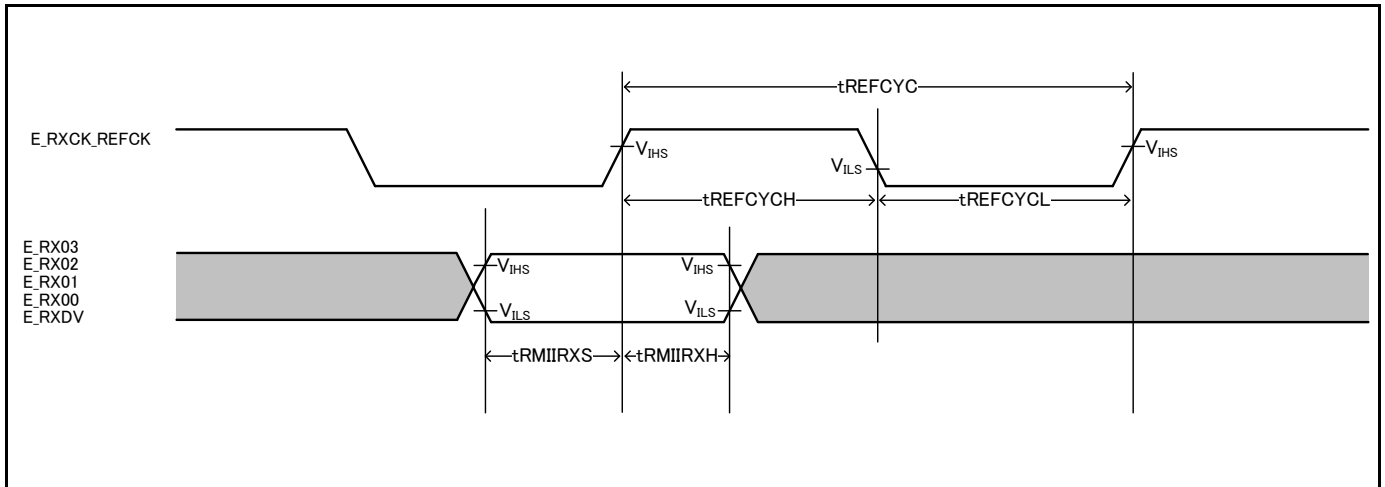 tREFCYC
E_RXCK_REFCK
VIHS
VILS
VIHS
tREFCYCH
tREFCYCL
E_RX03
E_RX02
E_RX01
E_RX00
E_RXDV
VIHS
VIHS
VILS
VILS
tRMIIRXS
tRMIIRXH